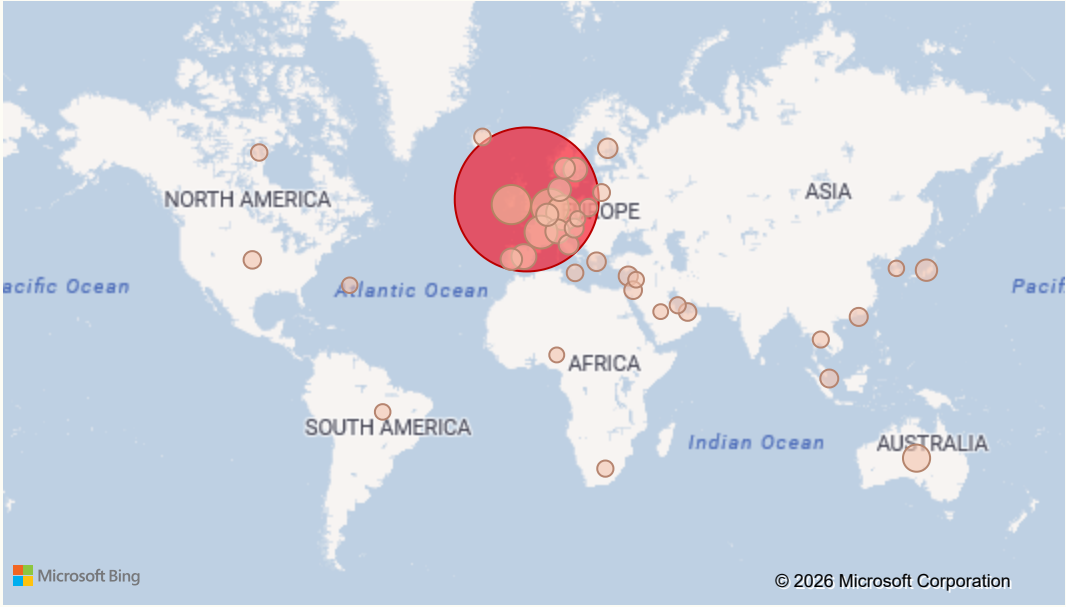 NORTH AMERICA
ASIA
OPE
acific Ocean
Atlantic Ocean
Pacif
AFRICA
SOUTH AMERICA
Indian Ocean
AUSTRALIA
Microsoft Bing
© 2026 Microsoft Corporation